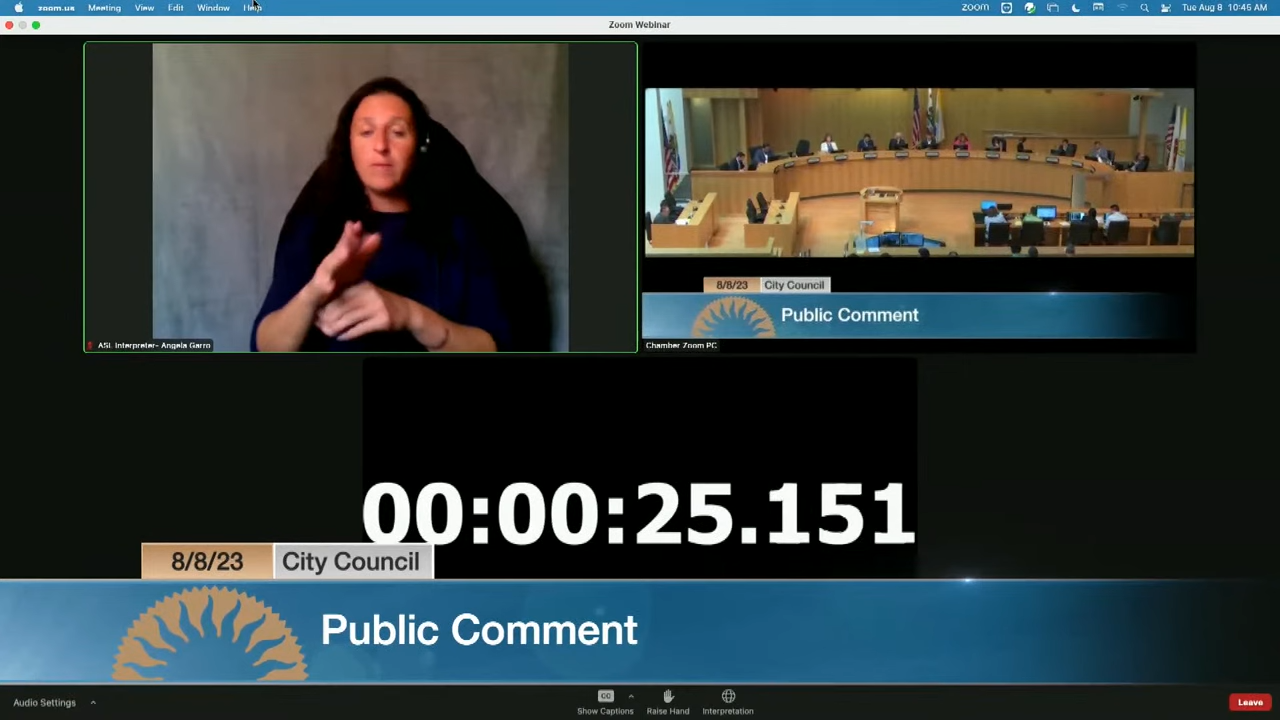 zoom.us Meeting View Edit Window Help
zoom Tue Aug 8 10:45 AM
Zoom Webinar
8/8/23 City Council
Public Comment
ASL Interpreter- Angela Garro
Chamber Zoom PC
00:00:25.151
8/8/23 City Council
Public Comment
Audio Settings
CC
Show Captions
Raise Hand
Interpretation
Leave